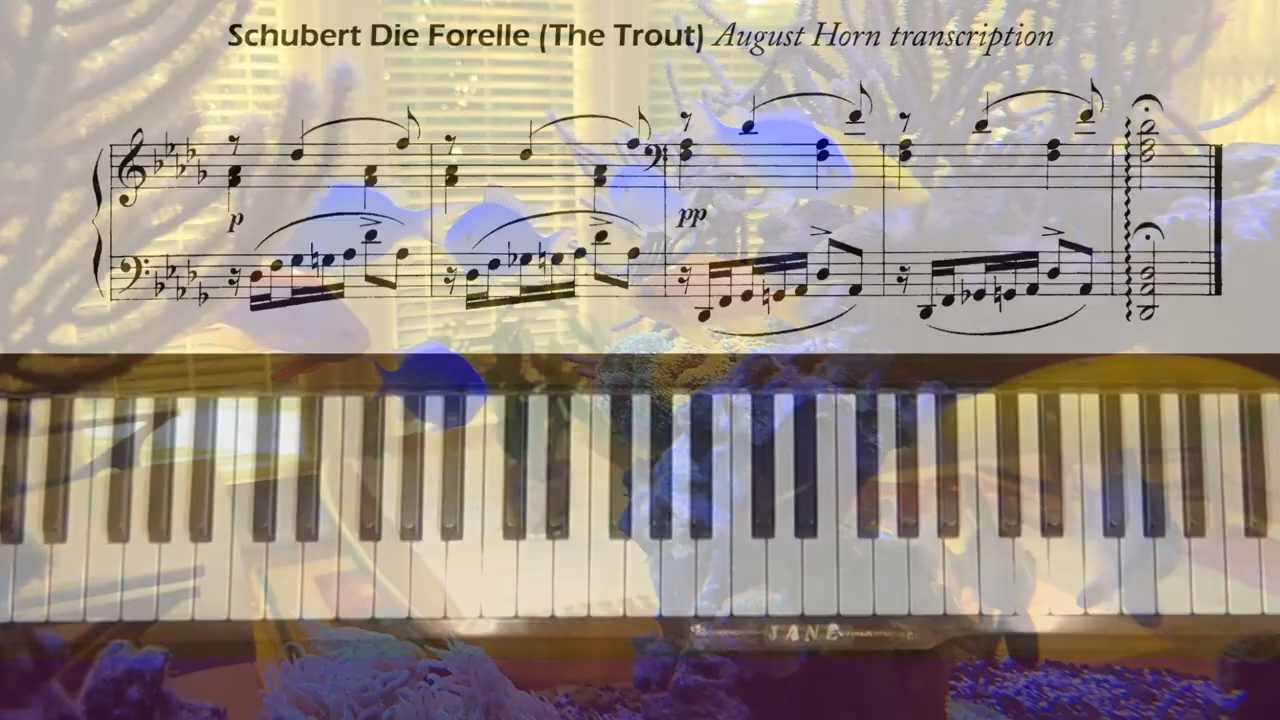 Schubert Die Forelle (The Trout) August Horn transcription
p
pp
JANE